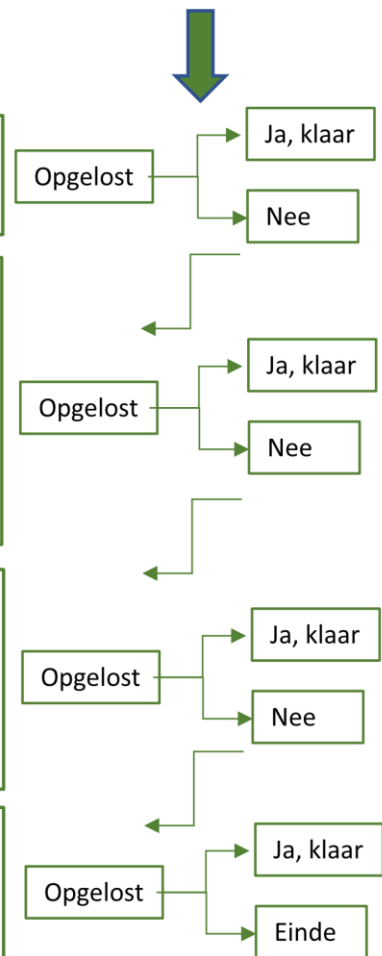 Ja, klaar
Opgelost
Nee
Ja, klaar
Opgelost
Nee
Ja, klaar
Opgelost
Nee
Ja, klaar
Opgelost
Einde